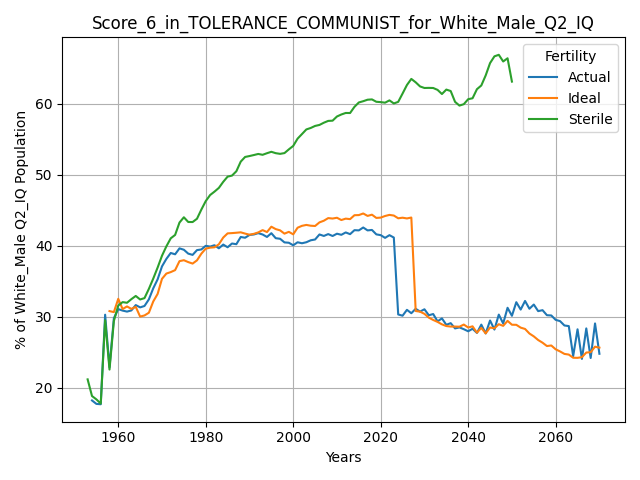 Score_6_in_TOLERANCE_COMMUNIST_for_White_Male_Q2_IQ
% of White_Male Q2_IQ Population
60
50
40
30
20
Fertility
Actual
Ideal
Sterile
1960
1980
2000
2020
2040
2060
Years